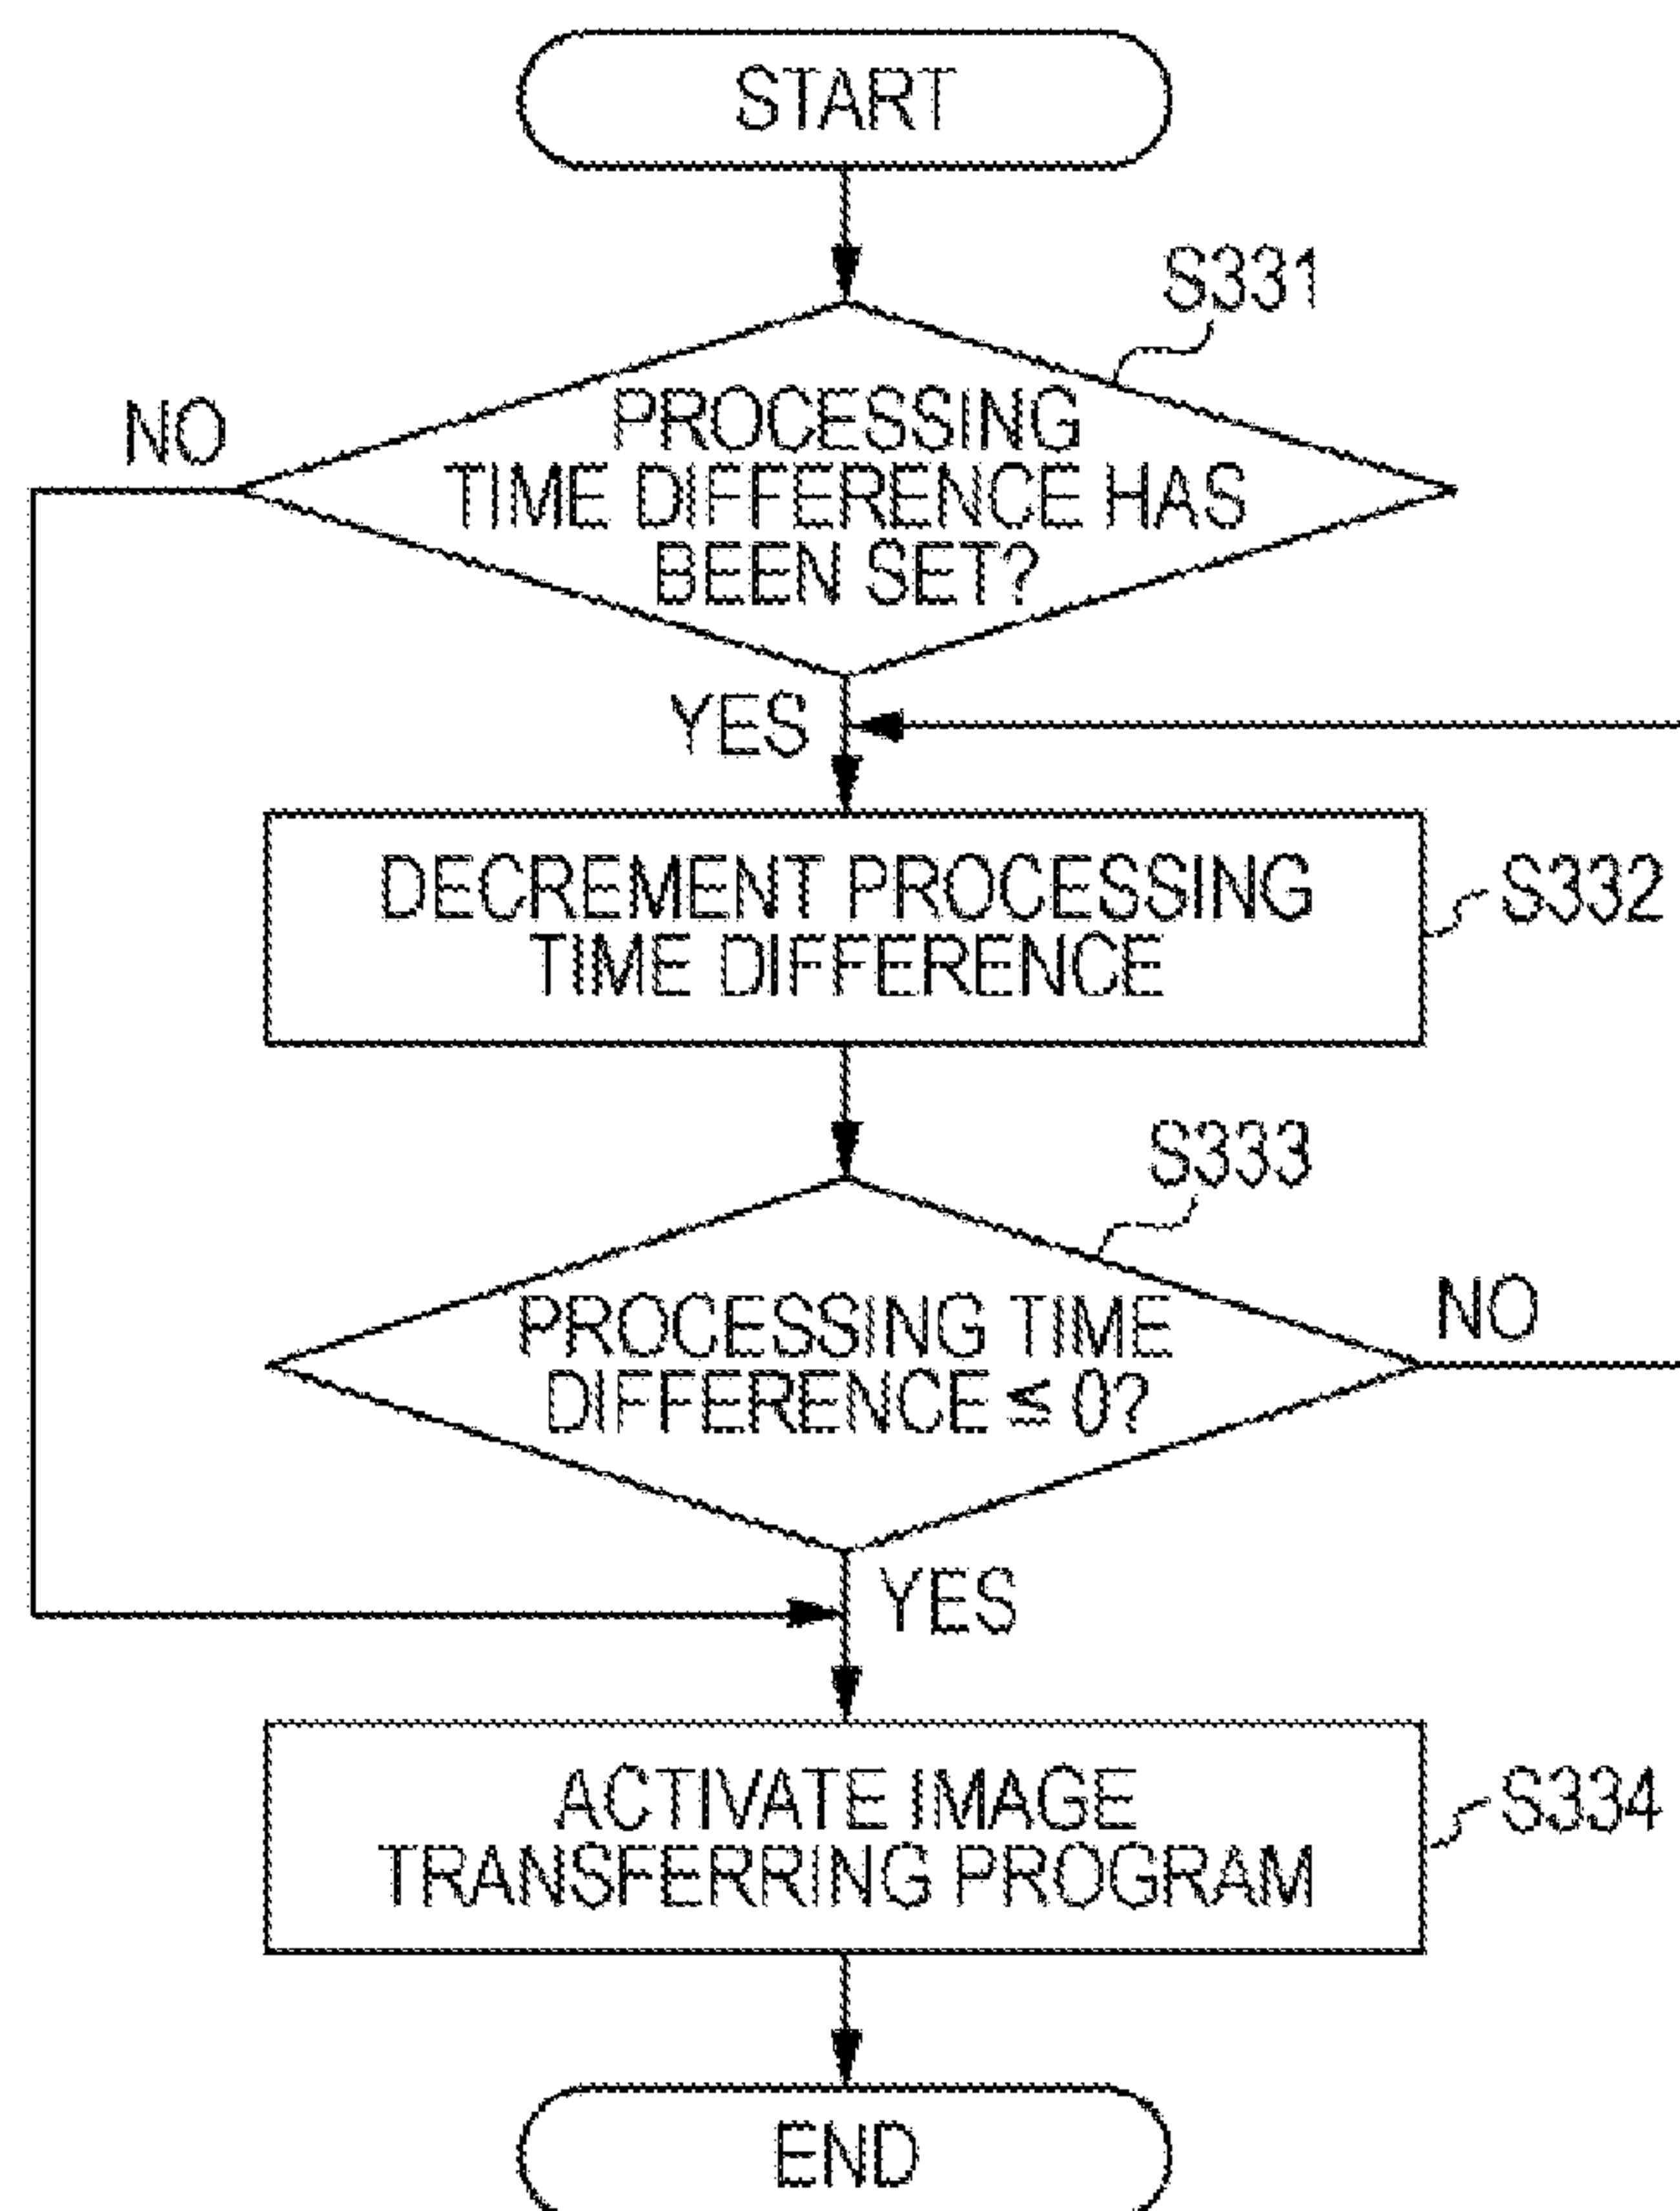 START
S331
NO
PROCESSING
TIME DIFFERENCE HAS
BEEN SET?
YES
DECREMENT PROCESSING
TIME DIFFERENCE
S332
S333
PROCESSING TIME
DIFFERENCE ≦ 0?
NO
YES
ACTIVATE IMAGE
TRANSFERRING PROGRAM
S334
END